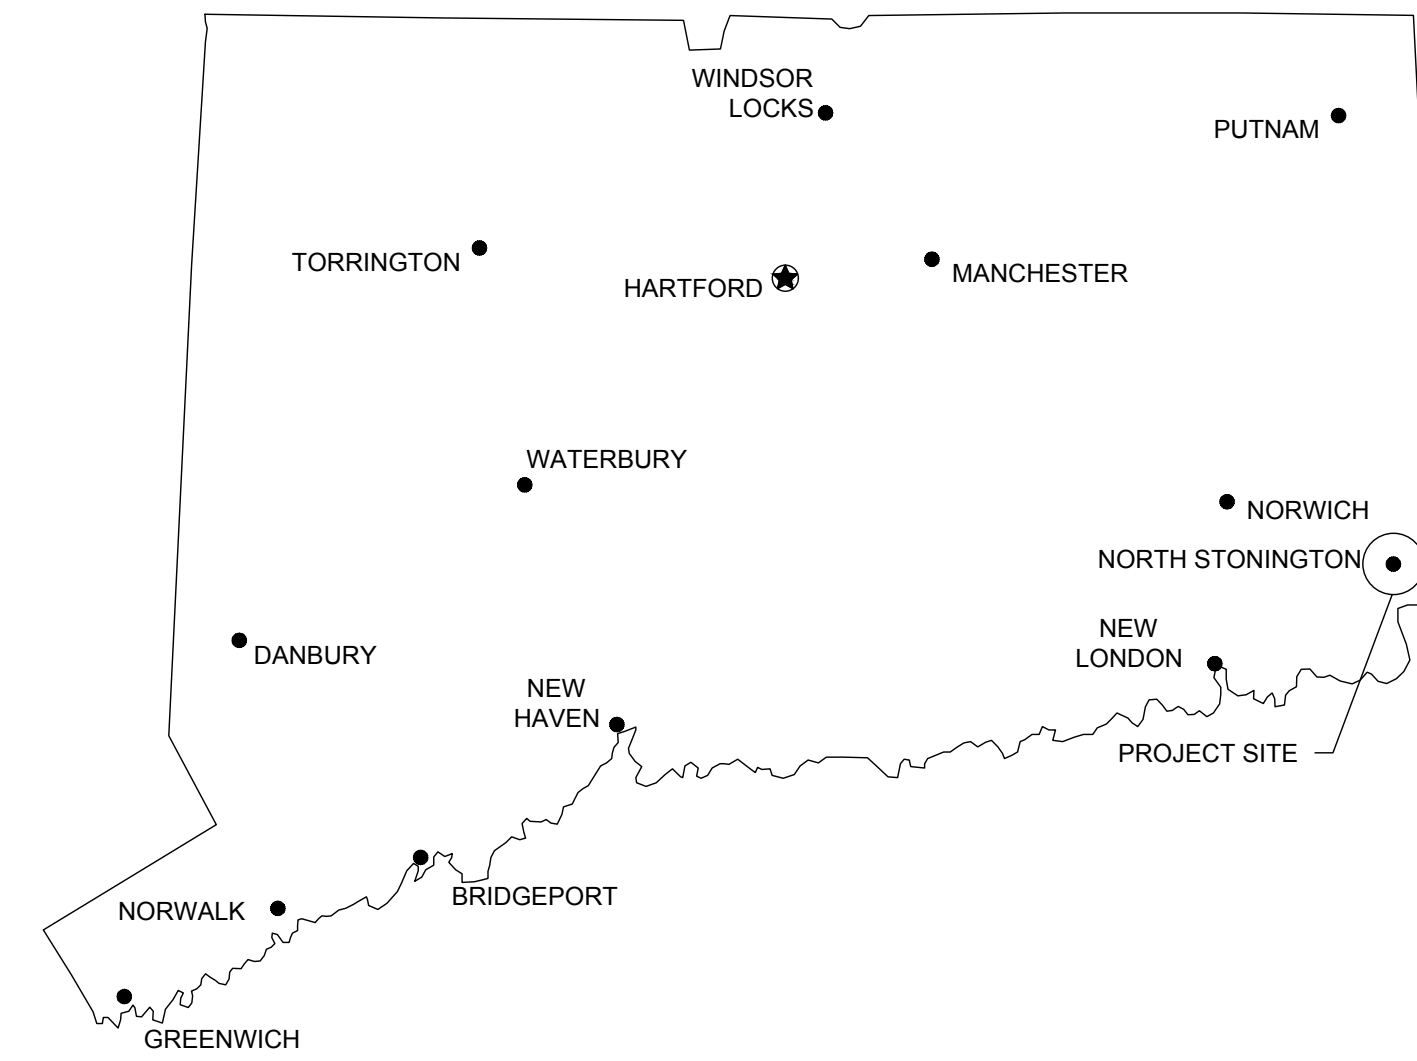 WINDSOR
LOCKS
PUTNAM
TORRINGTON
HARTFORD
MANCHESTER
WATERBURY
NORWICH
NORTH STONINGTON
NEW
LONDON
DANBURY
NEW
HAVEN
PROJECT SITE
BRIDGEPORT
NORWALK
GREENWICH